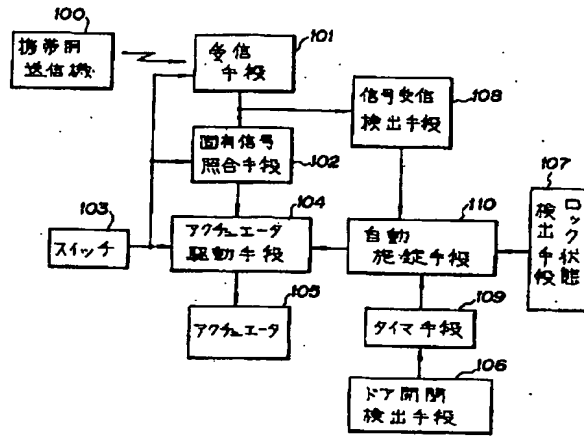 100
携帯用
送信機
101
受信
手段
108
信号受信
検出手段
固有信号
照合手段
102
107
ロック状態
検出手段
103
スイッチ
104
アクチュエータ
駆動手段
110
自動
施錠手段
105
アクチュエータ
109
タイマ手段
106
ドア開閉
検出手段